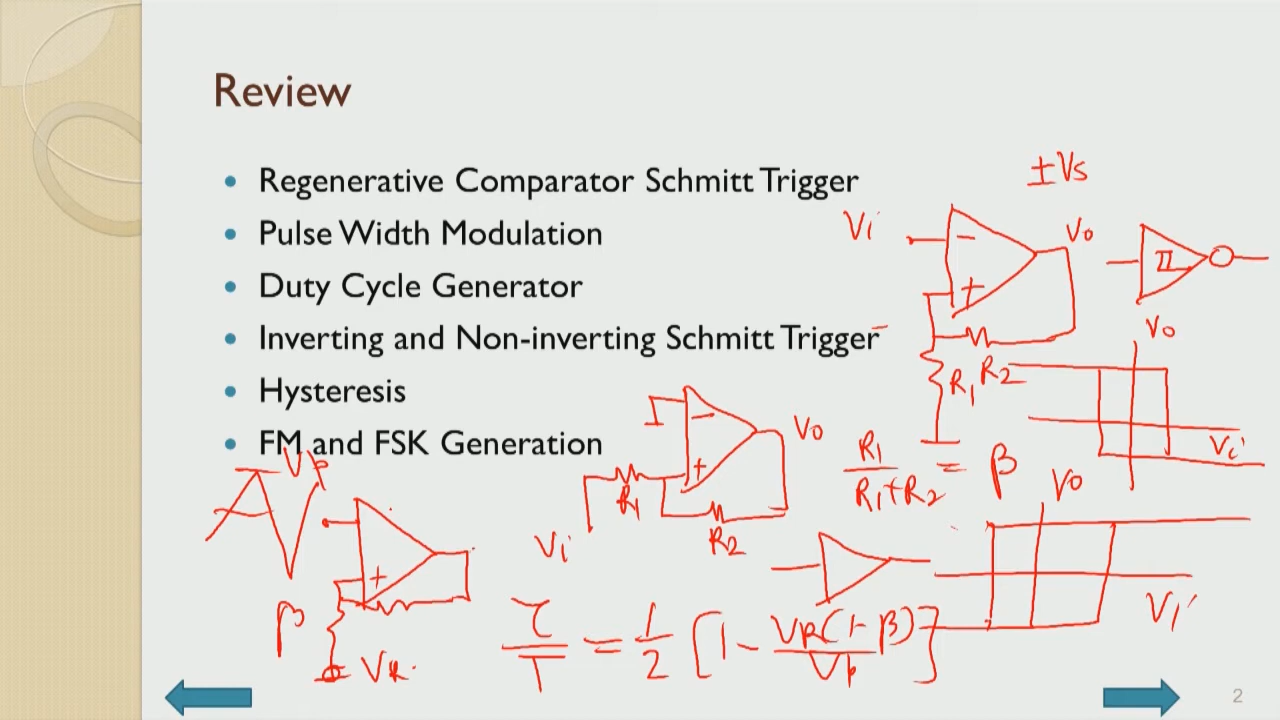 Review
• Regenerative Comparator Schmitt Trigger
• Pulse Width Modulation
• Duty Cycle Generator
• Inverting and Non-inverting Schmitt Trigger
• Hysteresis
• FM and FSK Generation
±Vs
Vi
−
+
Vo
II
R1
R2
Vo
Vi
R1/(R1+R2) = β
−
+
Vo
R1
R2
Vi
Vo
Vi
Vp
+
β
VR
τ/T = 1/2 [1 - VR(1-β)/Vp]
2